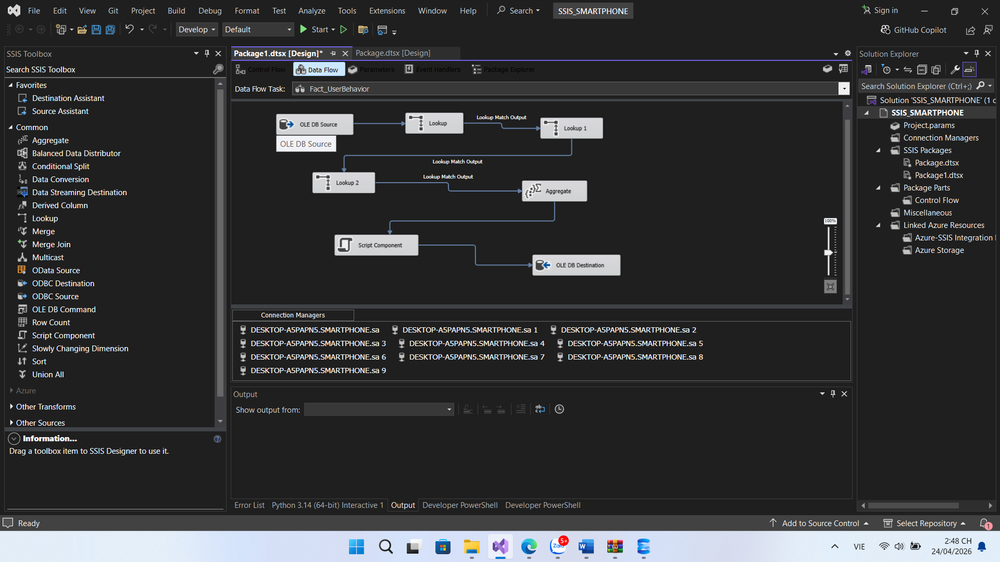 File Edit View Git Project Build Debug Format Test Analyze Tools Extensions Window Help Search SSIS_SMARTPHONE Sign in
Develop Default Start GitHub Copilot
SSIS Toolbox
Search SSIS Toolbox
Favorites
Destination Assistant
Source Assistant
Common
Aggregate
Balanced Data Distributor
Conditional Split
Data Conversion
Data Streaming Destination
Derived Column
Lookup
Merge
Merge Join
Multicast
OData Source
ODBC Destination
ODBC Source
OLE DB Command
Row Count
Script Component
Slowly Changing Dimension
Sort
Union All
Azure
Other Transforms
Other Sources
Information...
Drag a toolbox item to SSIS Designer to use it.
Package1.dtsx [Design]* Package.dtsx [Design]
Control Flow Data Flow Parameters Event Handlers Package Explorer
Data Flow Task: Fact_UserBehavior
OLE DB Source
OLE DB Source
Lookup
Lookup Match Output
Lookup 1
Lookup Match Output
Lookup 2
Lookup Match Output
Aggregate
Script Component
OLE DB Destination
100%
Connection Managers
DESKTOP-A5PAPN5.SMARTPHONE.sa DESKTOP-A5PAPN5.SMARTPHONE.sa 1 DESKTOP-A5PAPN5.SMARTPHONE.sa 2
DESKTOP-A5PAPN5.SMARTPHONE.sa 3 DESKTOP-A5PAPN5.SMARTPHONE.sa 4 DESKTOP-A5PAPN5.SMARTPHONE.sa 5
DESKTOP-A5PAPN5.SMARTPHONE.sa 6 DESKTOP-A5PAPN5.SMARTPHONE.sa 7 DESKTOP-A5PAPN5.SMARTPHONE.sa 8
DESKTOP-A5PAPN5.SMARTPHONE.sa 9
Output
Show output from:
Error List Python 3.14 (64-bit) Interactive 1 Output Developer PowerShell Developer PowerShell
Solution Explorer
Search Solution Explorer (Ctrl+;)
Solution 'SSIS_SMARTPHONE' (1 c
SSIS_SMARTPHONE
Project.params
Connection Managers
SSIS Packages
Package.dtsx
Package1.dtsx
Package Parts
Control Flow
Miscellaneous
Linked Azure Resources
Azure-SSIS Integration
Azure Storage
Ready Add to Source Control Select Repository 1
Zalo 5+ VIE 2:48 CH
24/04/2026